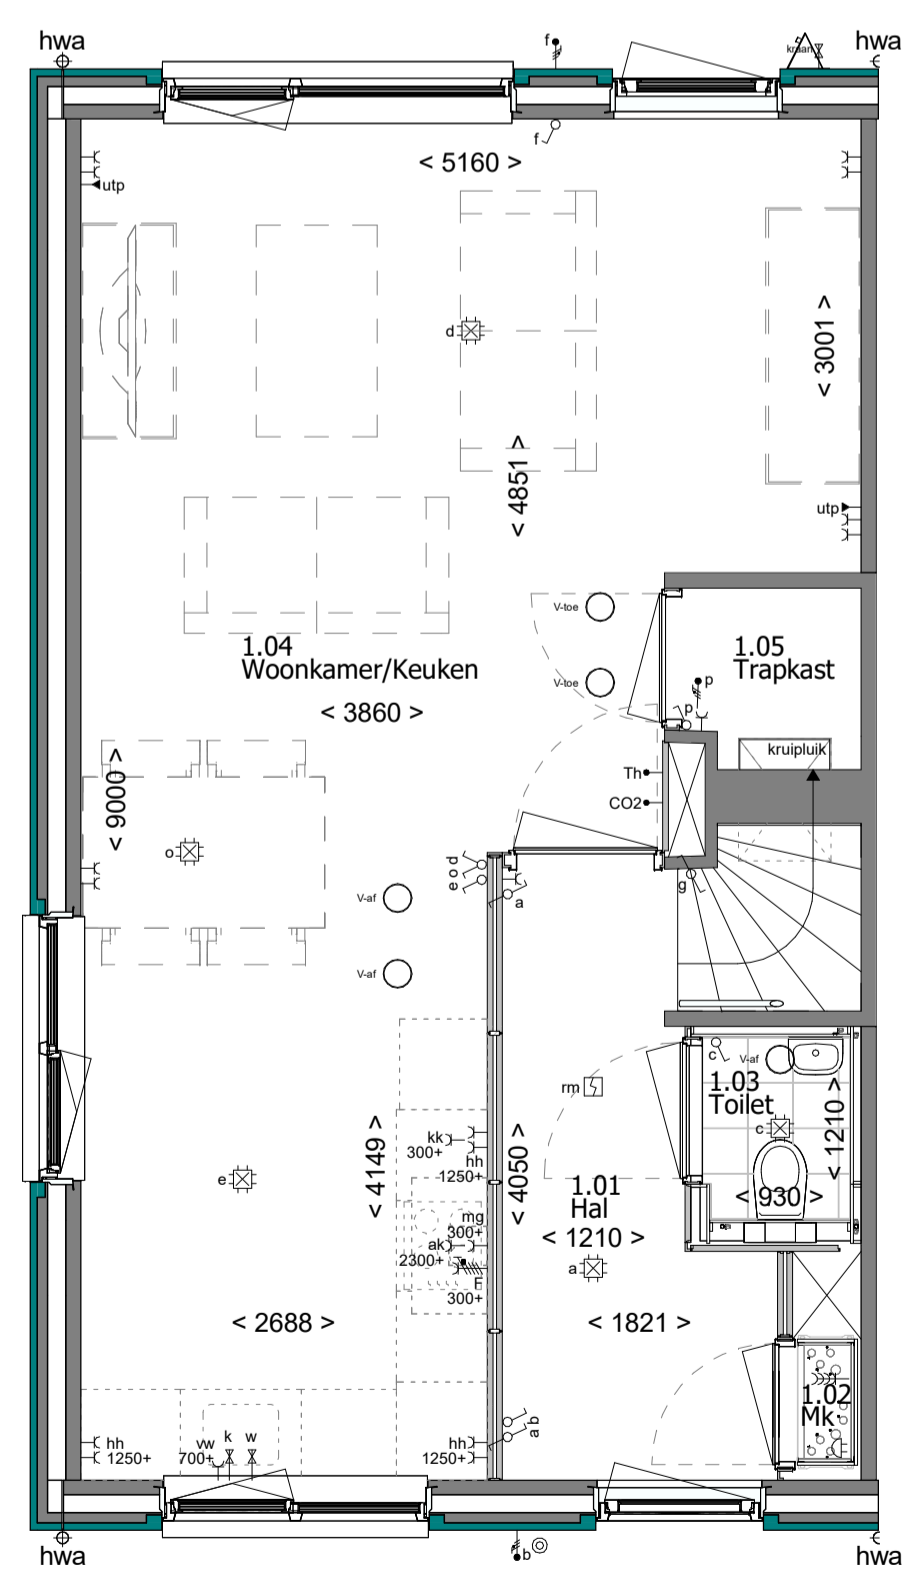 hwa
f
kraan
hwa
f
< 5160 >
utp
d
< 3001 >
< 4851 >
utp
V-toe
1.04
Woonkamer/Keuken
1.05
Trapkast
V-toe
p
p
< 3860 >
kruipluik
< 9000 >
Th
CO2
o
e o d
g
a
V-af
V-af
c
V-af
1.03
Toilet
rm
c
< 1210 >
kk
300+
hh
1250+
< 4149 >
< 4050 >
e
1.01
Hal
< 930 >
mg
300+
ak
2300+
< 1210 >
a
E
300+
< 2688 >
< 1821 >
1.02
Mk
a b
hh
1250+
vw
700+
k
w
hh
1250+
hwa
b
hwa